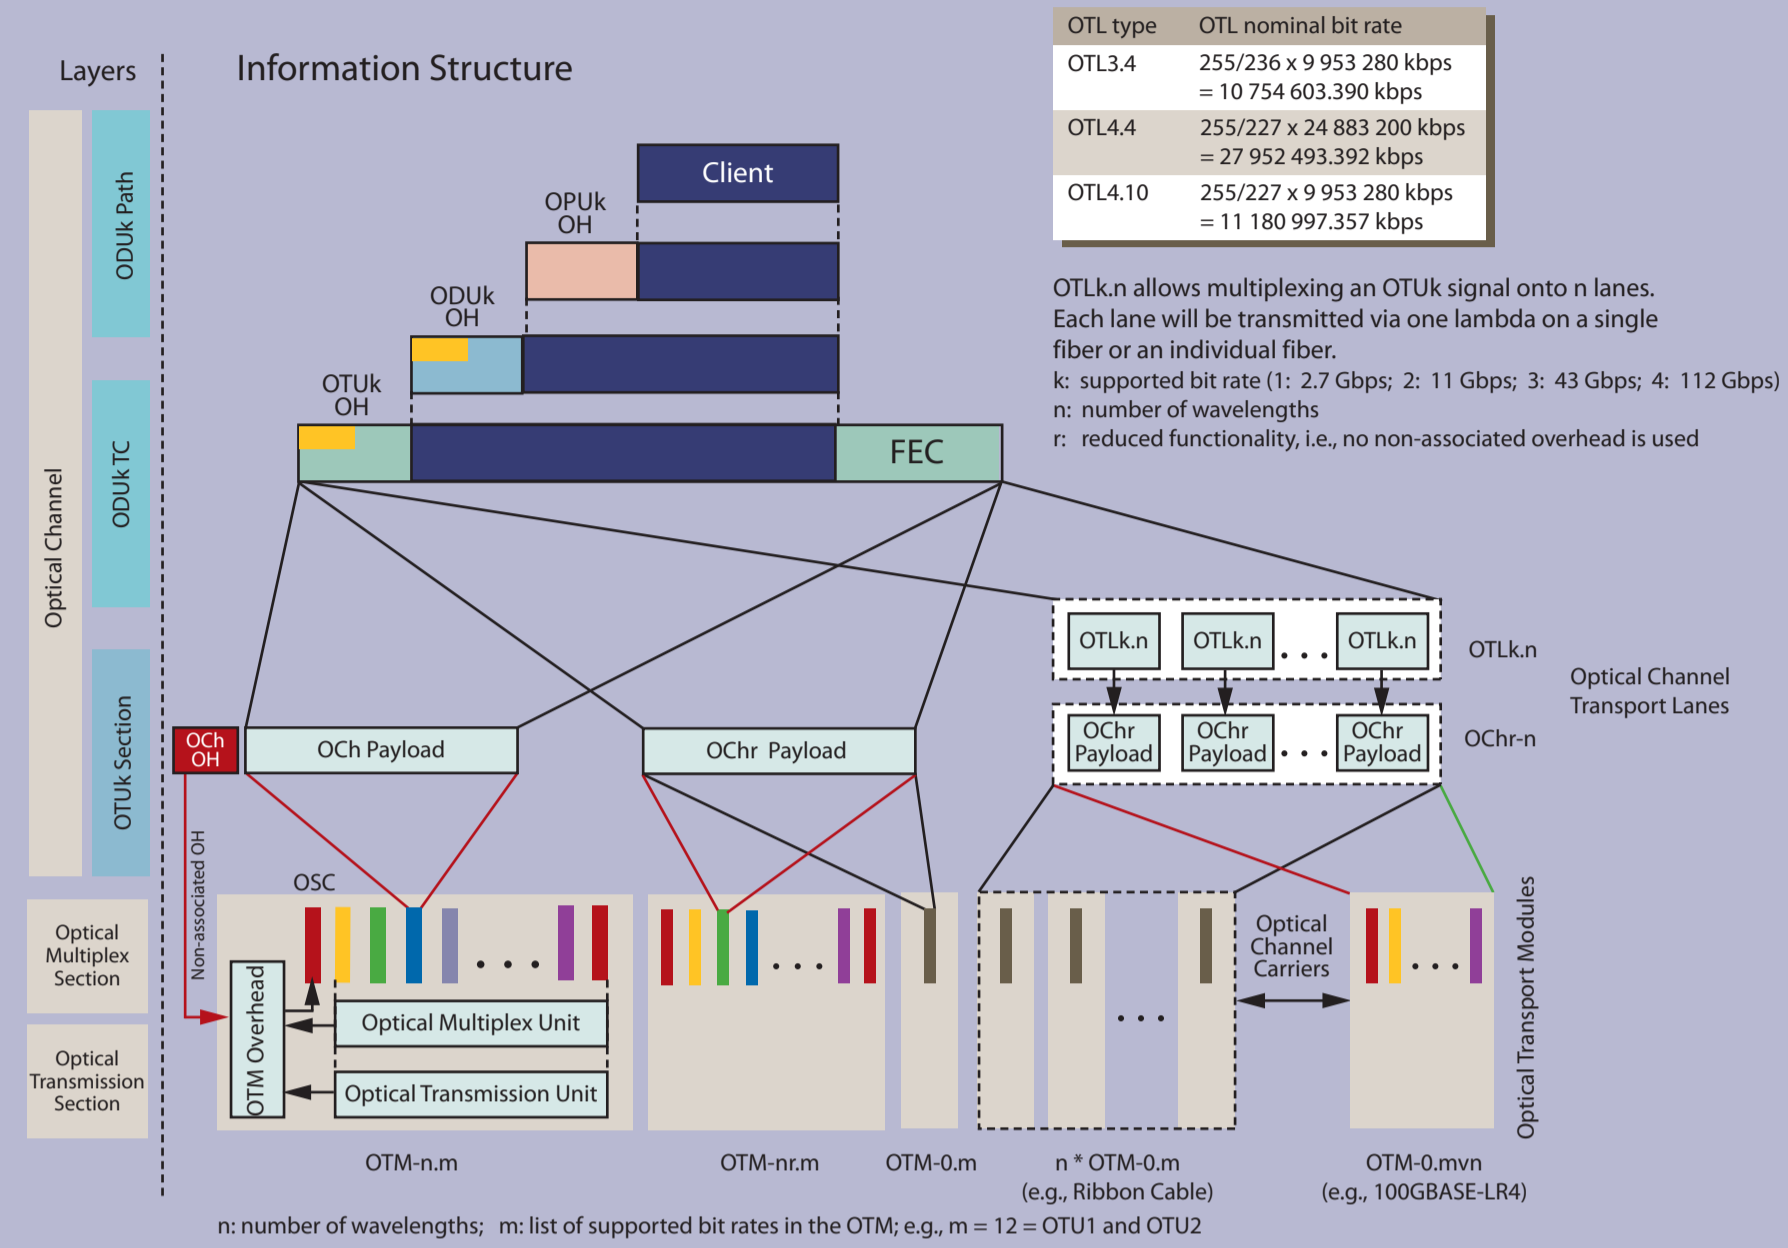 Layers
Information Structure
OTL type OTL nominal bit rate
OTL3.4 255/236 x 9 953 280 kbps
= 10 754 603.390 kbps
OTL4.4 255/227 x 24 883 200 kbps
= 27 952 493.392 kbps
OTL4.10 255/227 x 9 953 280 kbps
= 11 180 997.357 kbps
OTLk.n allows multiplexing an OTUk signal onto n lanes.
Each lane will be transmitted via one lambda on a single
fiber or an individual fiber.
k: supported bit rate (1: 2.7 Gbps; 2: 11 Gbps; 3: 43 Gbps; 4: 112 Gbps)
n: number of wavelengths
r: reduced functionality, i.e., no non-associated overhead is used
Optical Channel
ODUk Path
ODUk TC
OTUk Section
Optical
Multiplex
Section
Optical
Transmission
Section
Client
OPUk
OH
ODUk
OH
OTUk
OH
FEC
OTLk.n OTLk.n . . . OTLk.n
OTLk.n
Optical Channel
Transport Lanes
OChr
Payload
OChr
Payload
. . .
OChr
Payload
OChr-n
OCh
OH
OCh Payload
OChr Payload
Non-associated OH
OSC
. . .
OTM Overhead
Optical Multiplex Unit
Optical Transmission Unit
. . .
. . .
Optical
Channel
Carriers
. . .
Optical Transport Modules
OTM-n.m
OTM-nr.m
OTM-0.m
n * OTM-0.m
(e.g., Ribbon Cable)
OTM-0.mvn
(e.g., 100GBASE-LR4)
n: number of wavelengths; m: list of supported bit rates in the OTM; e.g., m = 12 = OTU1 and OTU2